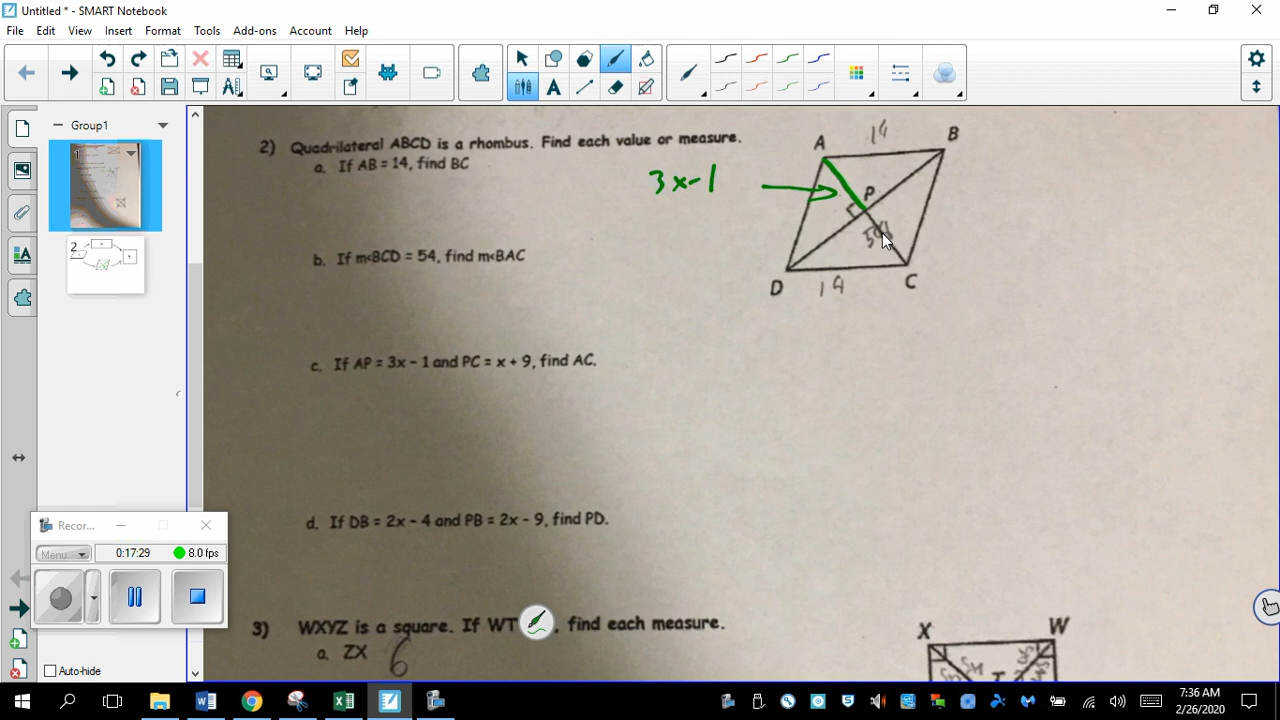 Untitled * - SMART Notebook
File Edit View Insert Format Tools Add-ons Account Help
Group1
1
2
2) Quadrilateral ABCD is a rhombus. Find each value or measure.
a. If AB = 14, find BC
3x-1
A 14 B
P
D 14 C
b. If m<BCD = 54, find m<BAC
c. If AP = 3x - 1 and PC = x + 9, find AC.
d. If DB = 2x - 4 and PB = 2x - 9, find PD.
3) WXYZ is a square. If WT , find each measure.
a. ZX 6
X W
T
Recor...
Menu 0:17:29 8.0 fps
Auto-hide
7:36 AM
2/26/2020